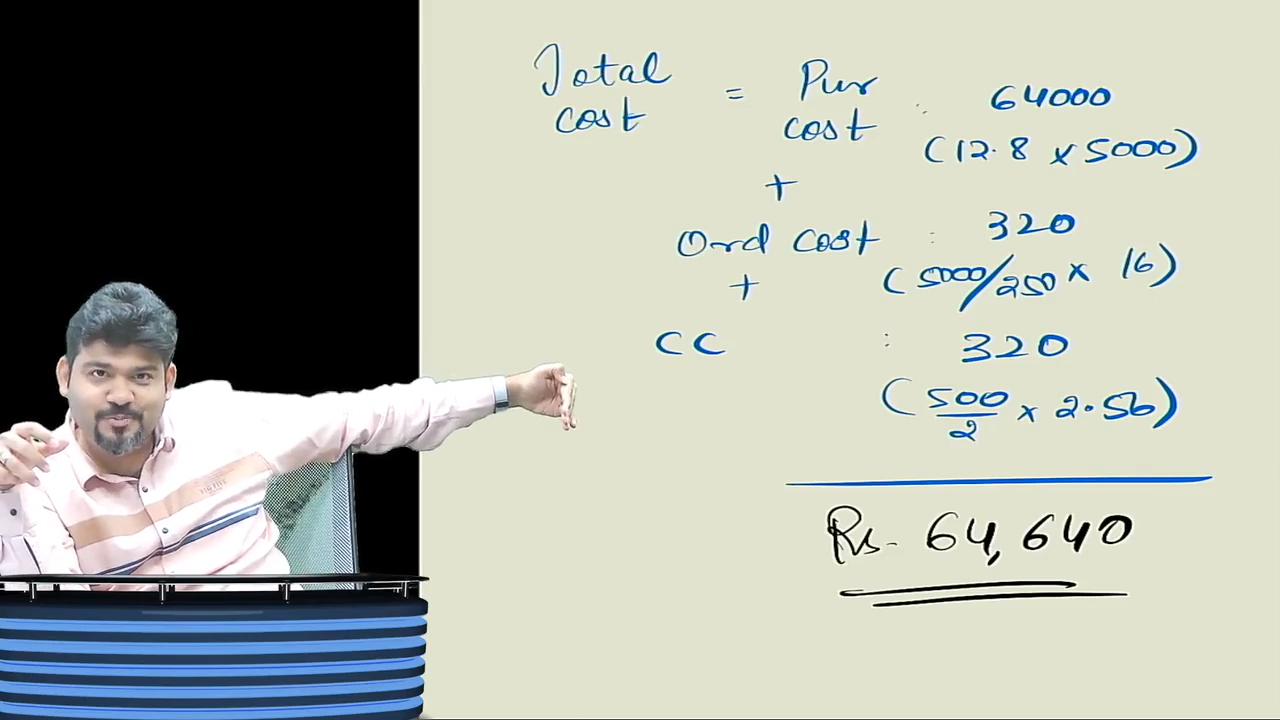 Total = Pur : 64000
cost cost (12.8 x 5000)
+
Ord cost : 320
+ (5000/250 x 16)
CC : 320
(500/2 x 2.56)
Rs. 64,640